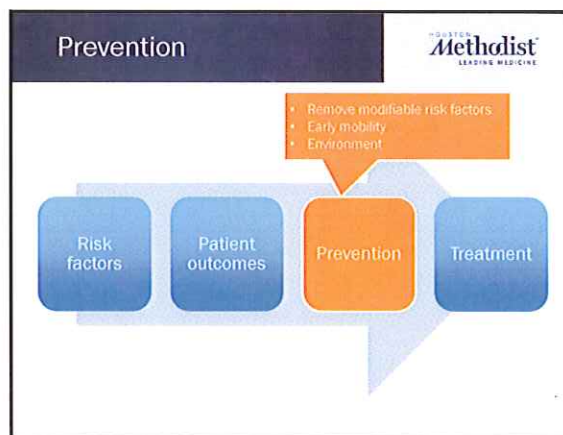 Prevention
HOUSTON
Methodist
LEADING MEDICINE
• Remove modifiable risk factors
• Early mobility
• Environment
Risk
factors
Patient
outcomes
Prevention
Treatment